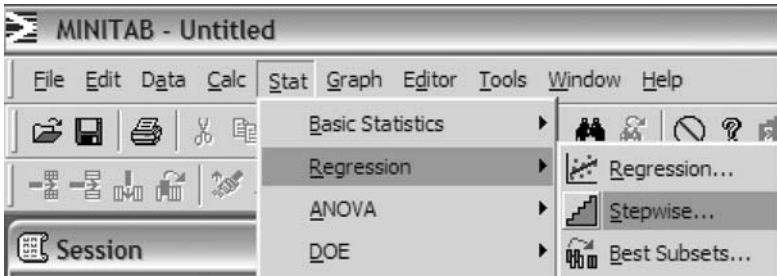 MINITAB - Untitled
File Edit Data Calc Stat Graph Editor Tools Window Help
Basic Statistics
Regression
Regression...
ANOVA
Stepwise...
Session
DOE
Best Subsets...